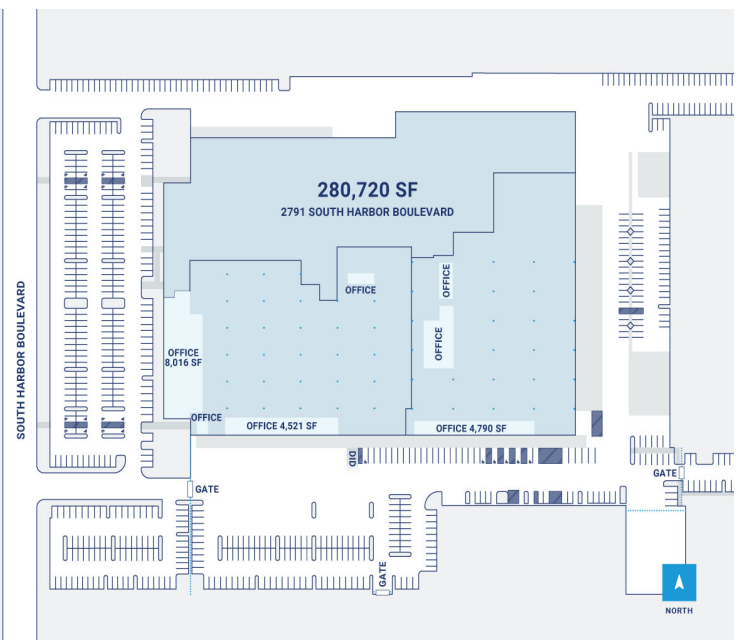 280,720 SF
2791 SOUTH HARBOR BOULEVARD
SOUTH HARBOR BOULEVARD
OFFICE
OFFICE
OFFICE
OFFICE
8,016 SF
OFFICE
OFFICE 4,521 SF
OFFICE 4,790 SF
DID
GATE
GATE
GATE
NORTH